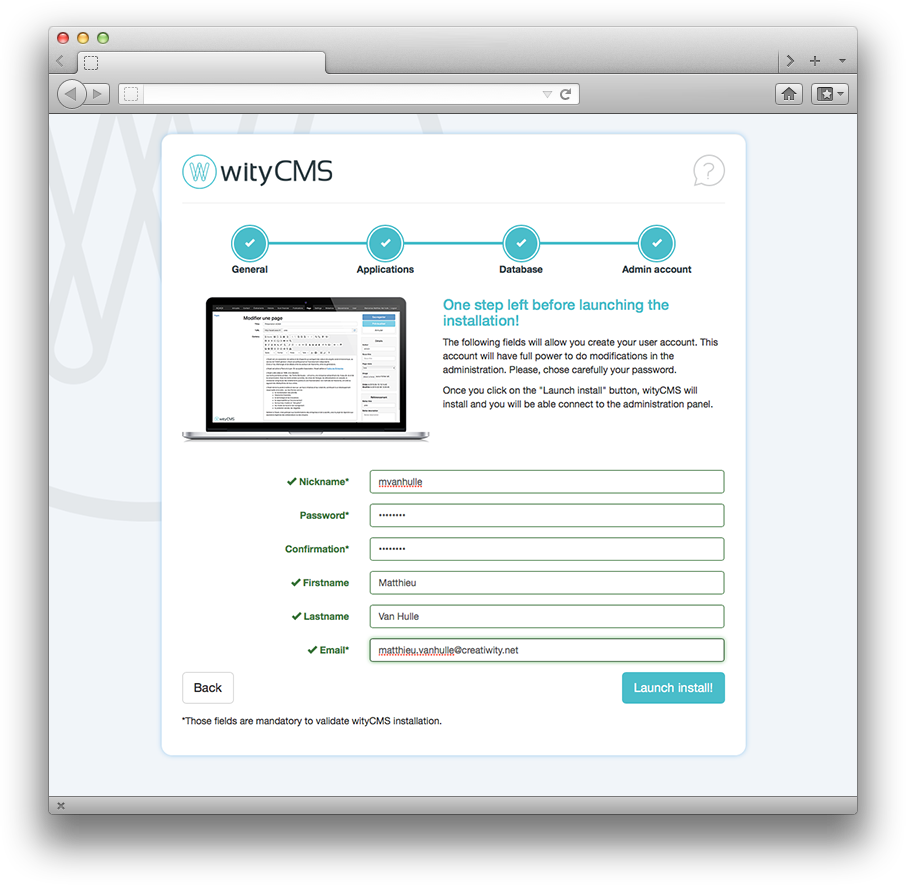 wityCMS
?
General
Applications
Database
Admin account
Modifier une page
wityCMS
One step left before launching the
installation!
The following fields will allow you create your user account. This
account will have full power to do modifications in the
administration. Please, chose carefully your password.
Once you click on the "Launch install" button, wityCMS will
install and you will be able connect to the administration panel.
Nickname*
mvanhulle
Password*
••••••••
Confirmation*
••••••••
Firstname
Matthieu
Lastname
Van Hulle
Email*
matthieu.vanhulle@creatiwity.net
Back
Launch install!
*Those fields are mandatory to validate wityCMS installation.